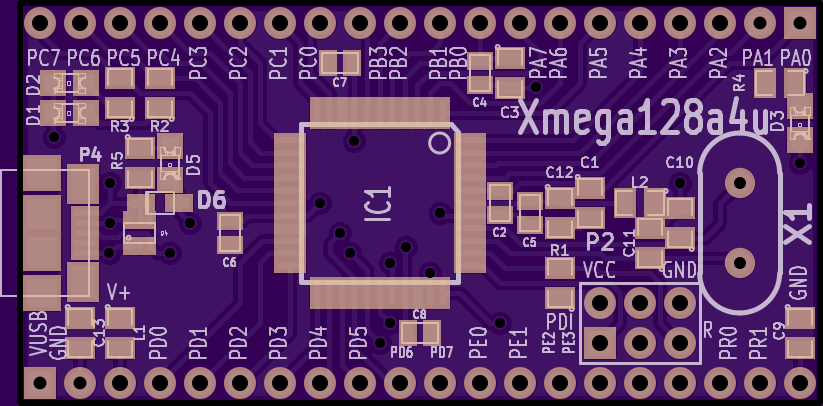 PC7 PC6 PC5 PC4 PC3 PC2 PC1 PC0 PB3 PB2 PB1 PB0 PA7 PA6 PA5 PA4 PA3 PA2 PA1 PA0
D2
C7
C4
C3
R4
D1
R3 R2
Xmega128a4u
D3
P4
R5
D5
C12 C1
L2
C10
IC1
D6
C2
C5
P2
C11
X1
C6
R1
VCC GND
GND
V+
PDI
VUSB GND C13 L1 PD0 PD1 PD2 PD3 PD4 PD5
C8
PD6 PD7
PE0 PE1 PE2 PE3
R
PR0 PR1 C9